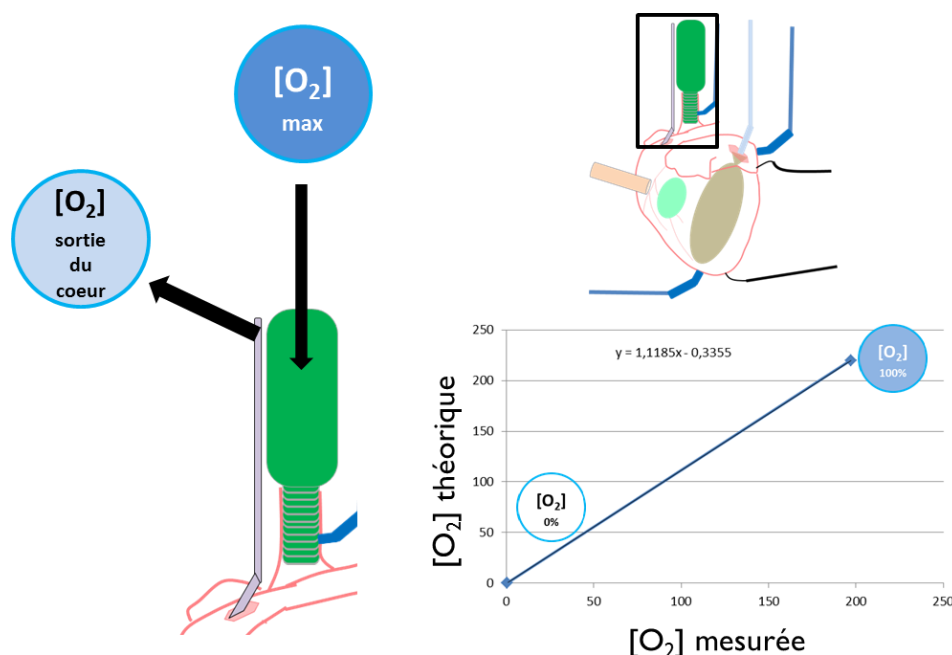 [O₂]
max
[O₂]
sortie
du
coeur
y = 1,1185x - 0,3355
250
200
150
100
50
0
[O₂] théorique
[O₂]
100%
[O₂]
0%
0
50
100
150
200
250
[O₂] mesurée